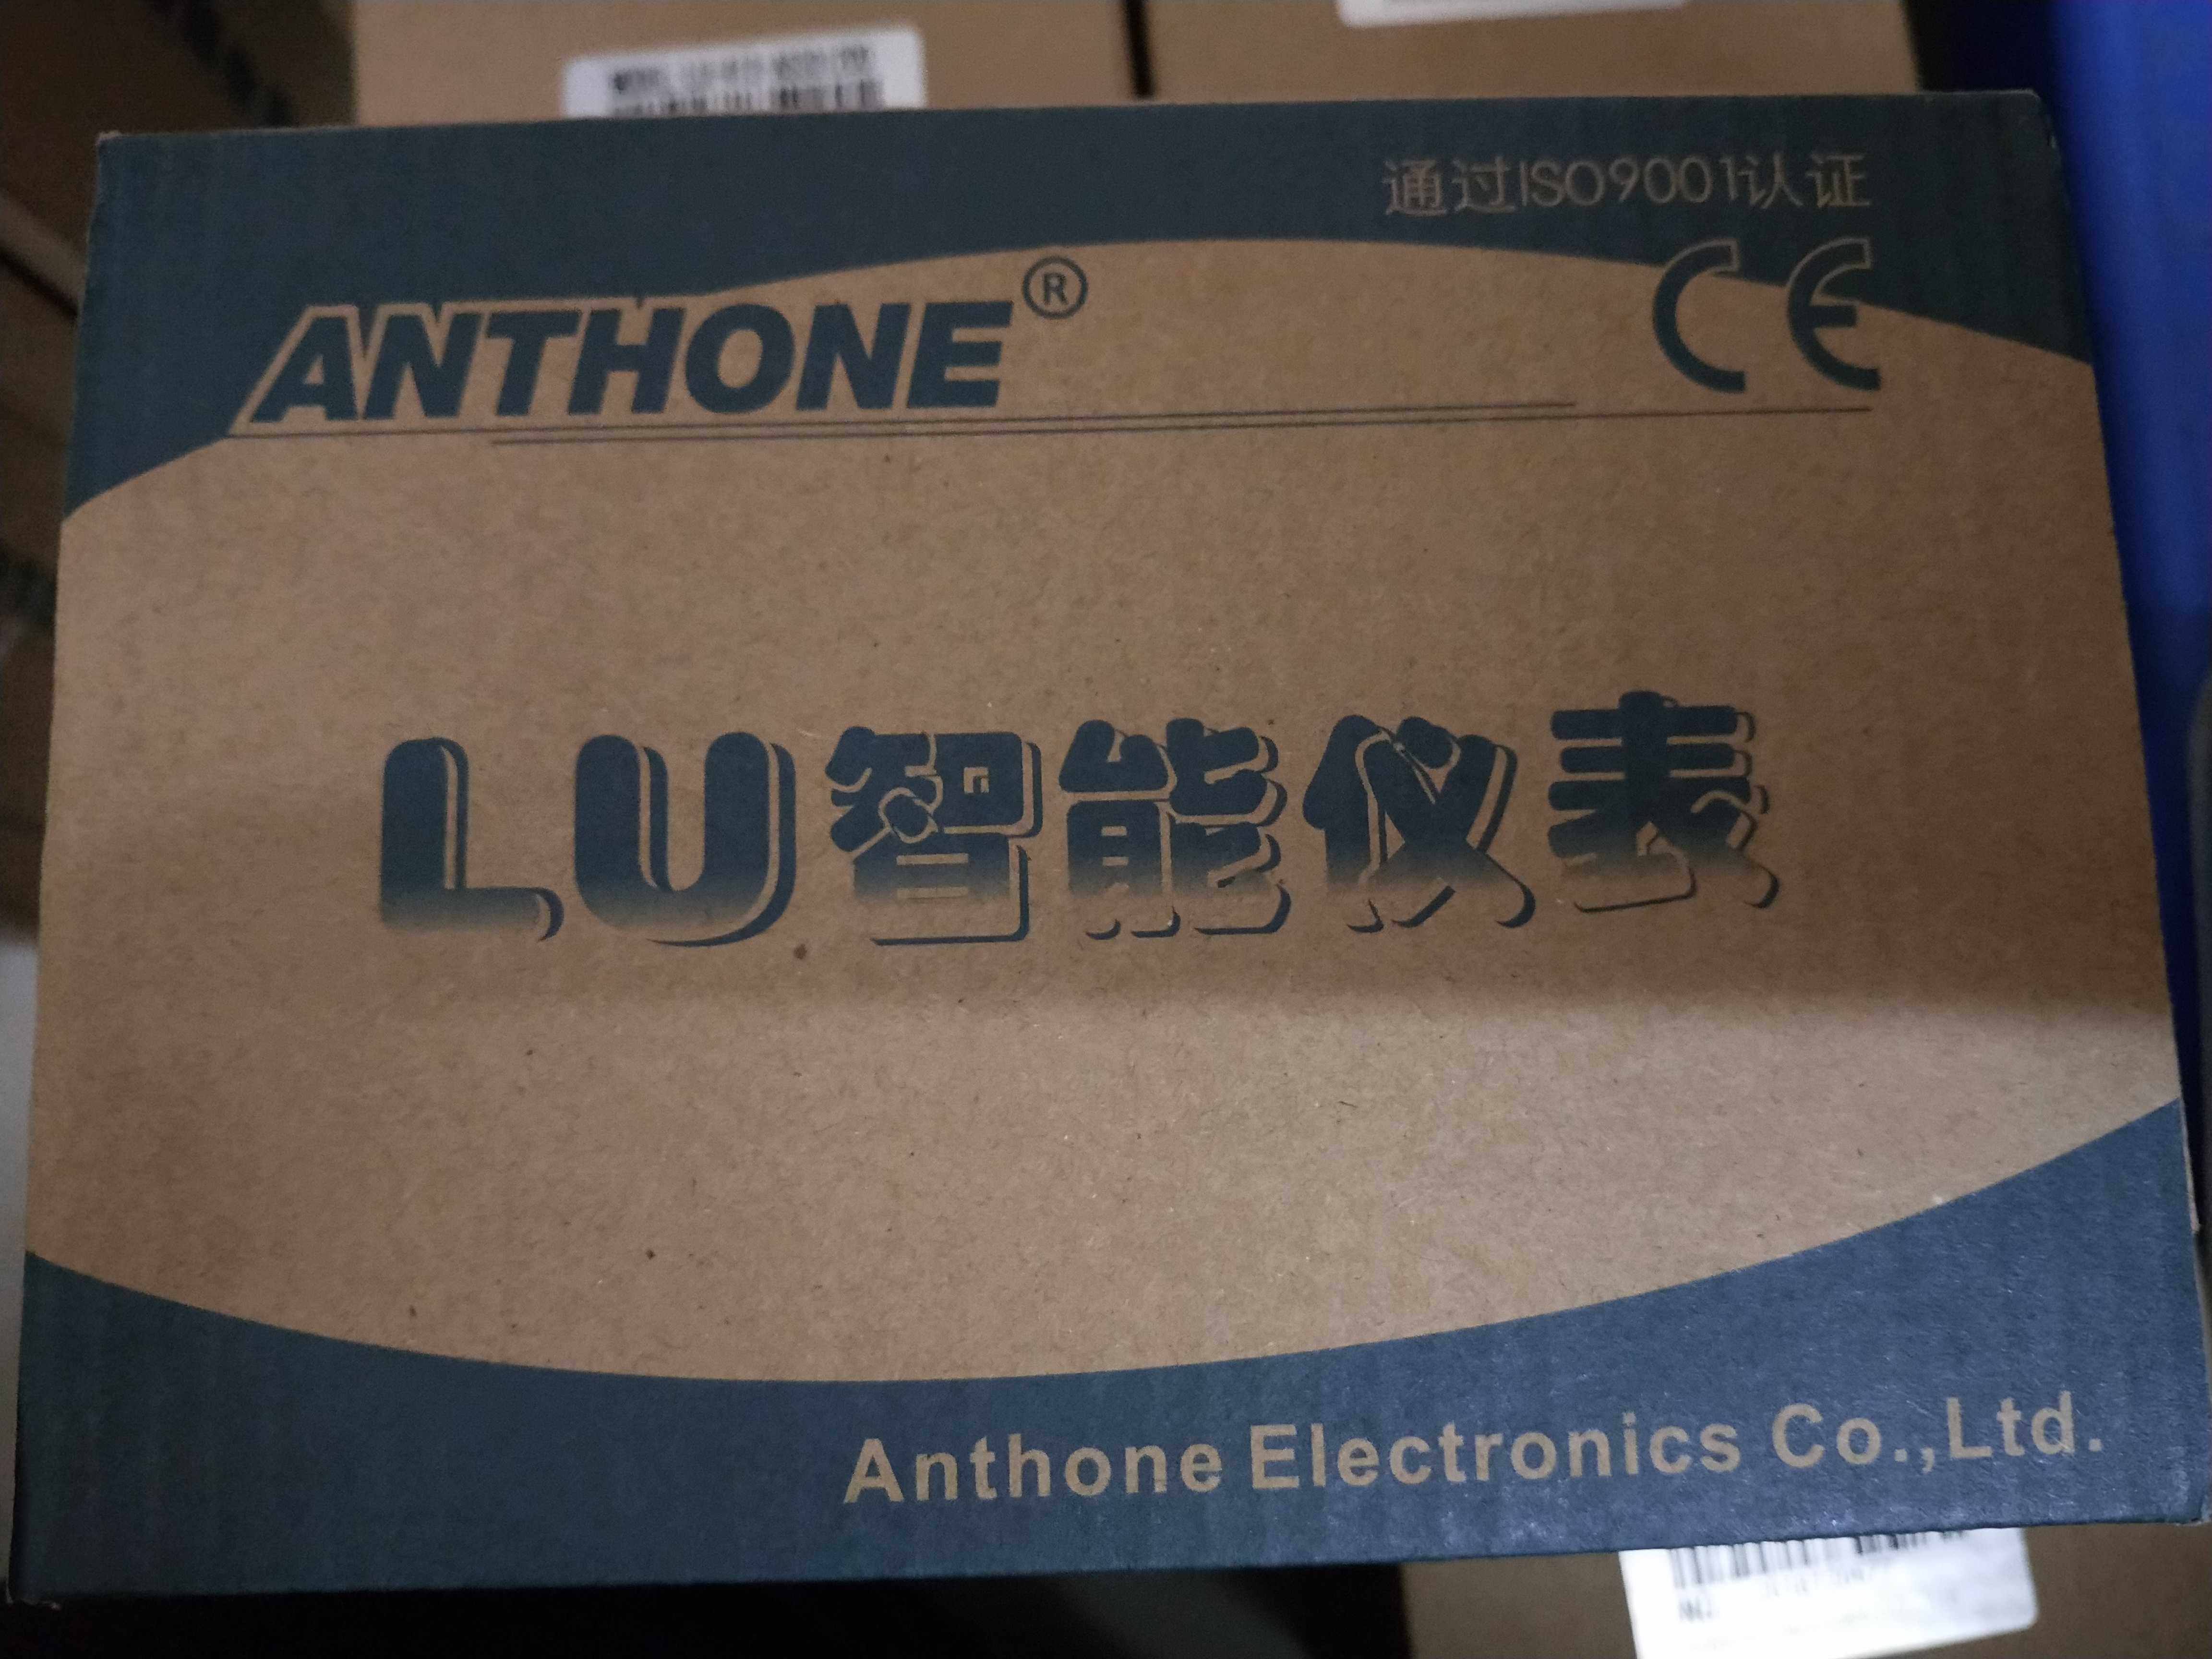 通过ISO9001认证
ANTHONE®
CE
LU智能仪表
Anthone Electronics Co.,Ltd.